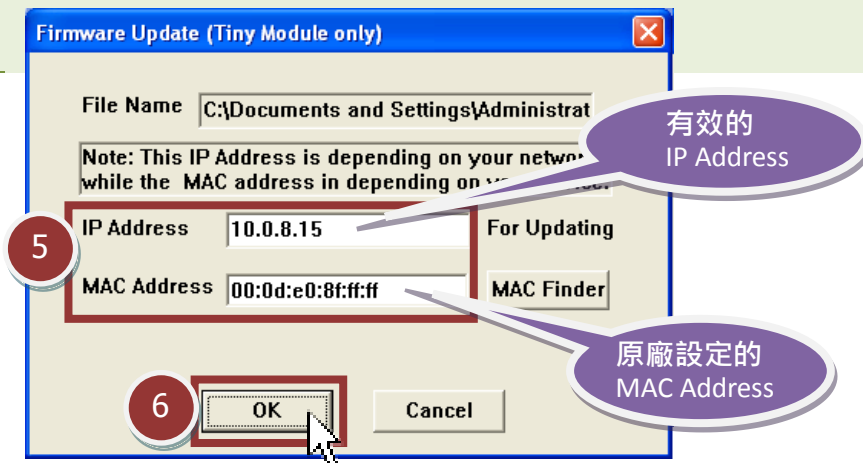 Firmware Update (Tiny Module only)
File Name C:\Documents and Settings\Administrat
有效的
IP Address
Note: This IP Address is depending on your networ
while the MAC address in depending on
IP Address 10.0.8.15 For Updating
5
MAC Address 00:0d:e0:8f:ff:ff MAC Finder
原廠設定的
MAC Address
6 OK Cancel